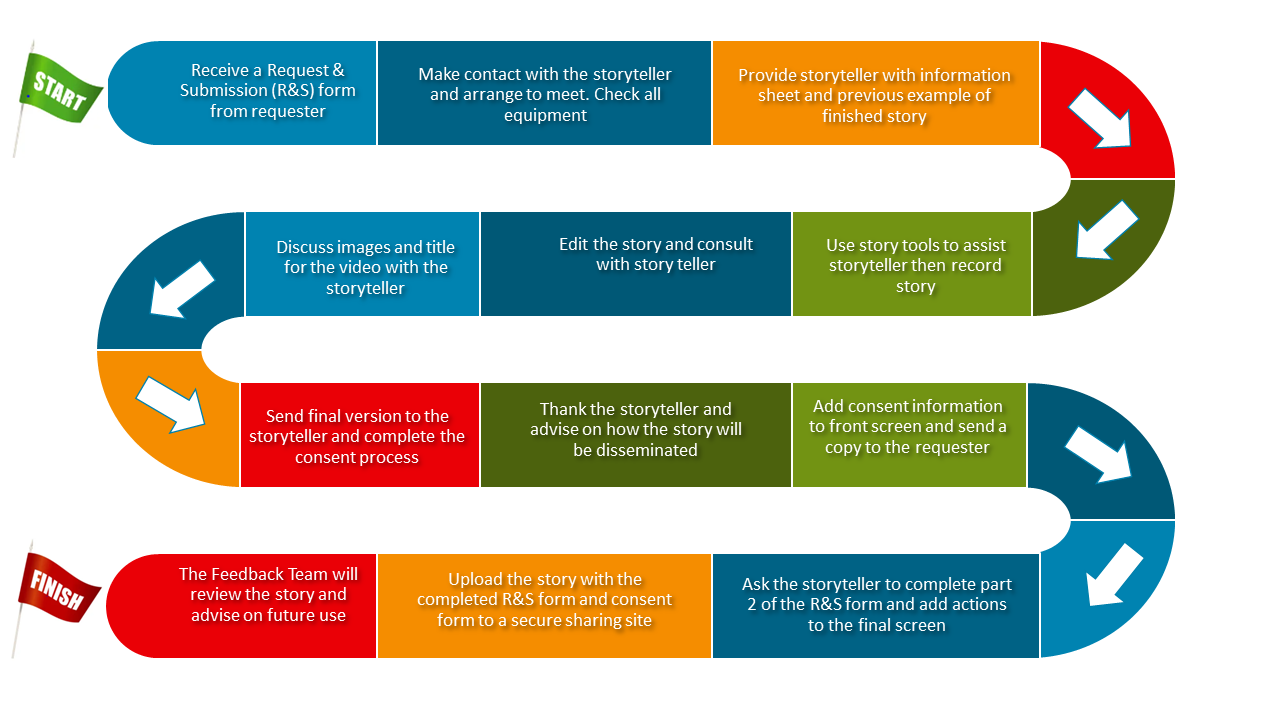 START
Receive a Request &
Submission (R&S) form
from requester
Make contact with the storyteller
and arrange to meet. Check all
equipment
Provide storyteller with information
sheet and previous example of
finished story
Use story tools to assist
storyteller then record
story
Edit the story and consult
with story teller
Discuss images and title
for the video with the
storyteller
Send final version to the
storyteller and complete the
consent process
Thank the storyteller and
advise on how the story will
be disseminated
Add consent information
to front screen and send a
copy to the requester
Ask the storyteller to complete part
2 of the R&S form and add actions
to the final screen
Upload the story with the
completed R&S form and consent
form to a secure sharing site
The Feedback Team will
review the story and
advise on future use
FINISH